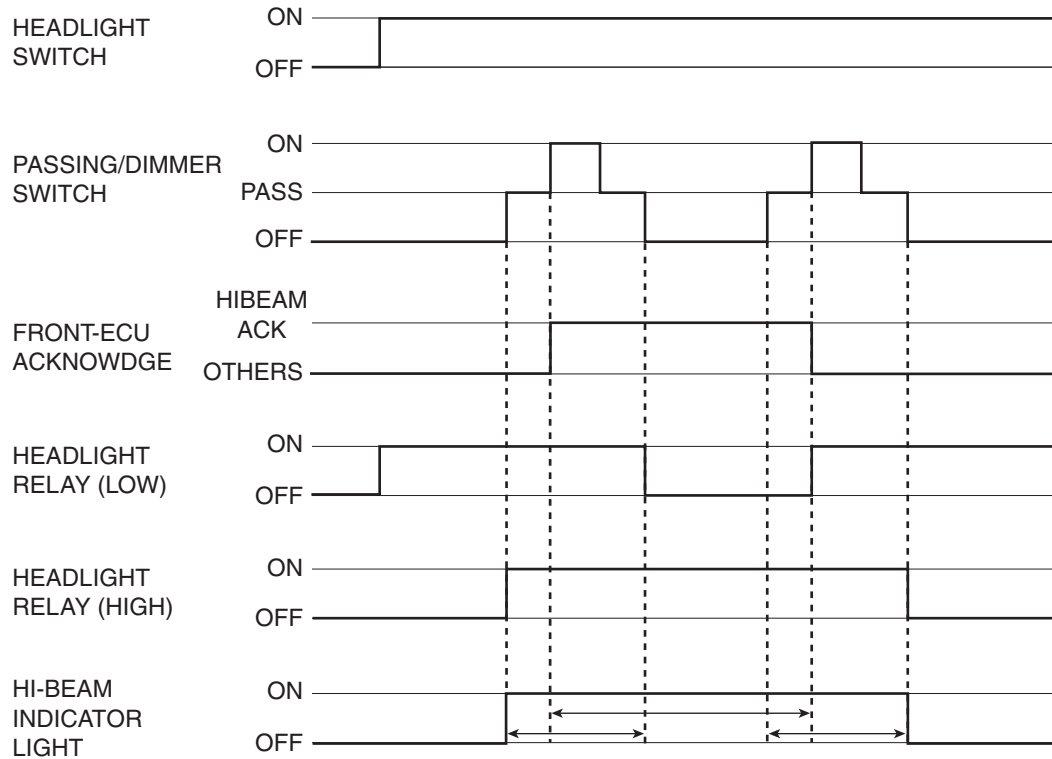 HEADLIGHT
SWITCH
ON
OFF
PASSING/DIMMER
SWITCH
ON
PASS
OFF
FRONT-ECU
ACKNOWDGE
HIBEAM
ACK
OTHERS
HEADLIGHT
RELAY (LOW)
ON
OFF
HEADLIGHT
RELAY (HIGH)
ON
OFF
HI-BEAM
INDICATOR
LIGHT
ON
OFF